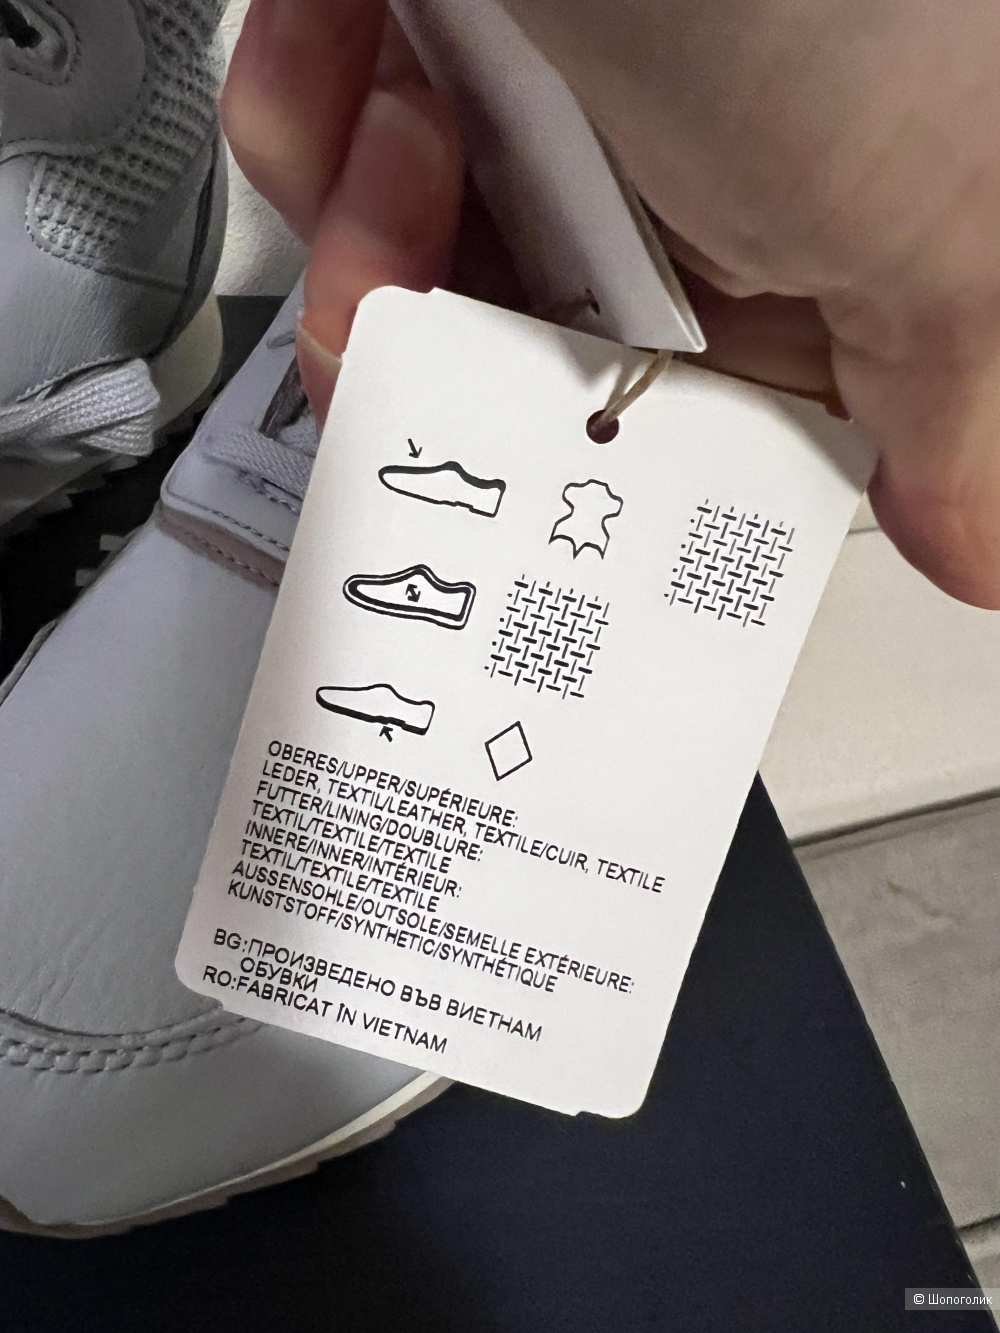 OBERES/UPPER/SUPÉRIEURE:
LEDER, TEXTIL/LEATHER, TEXTILE/CUIR, TEXTILE
FUTTER/LINING/DOUBLURE:
TEXTIL/TEXTILE/TEXTILE
INNERE/INNER/INTÉRIEUR:
TEXTIL/TEXTILE/TEXTILE
AUSSENSOHLE/OUTSOLE/SEMELLE EXTÉRIEURE:
KUNSTSTOFF/SYNTHETIC/SYNTHÉTIQUE
BG:ПРОИЗВЕДЕНО ВЪВ ВИЕТНАМ
ОБУВКИ
RO:FABRICAT ÎN VIETNAM
© Шопоголик